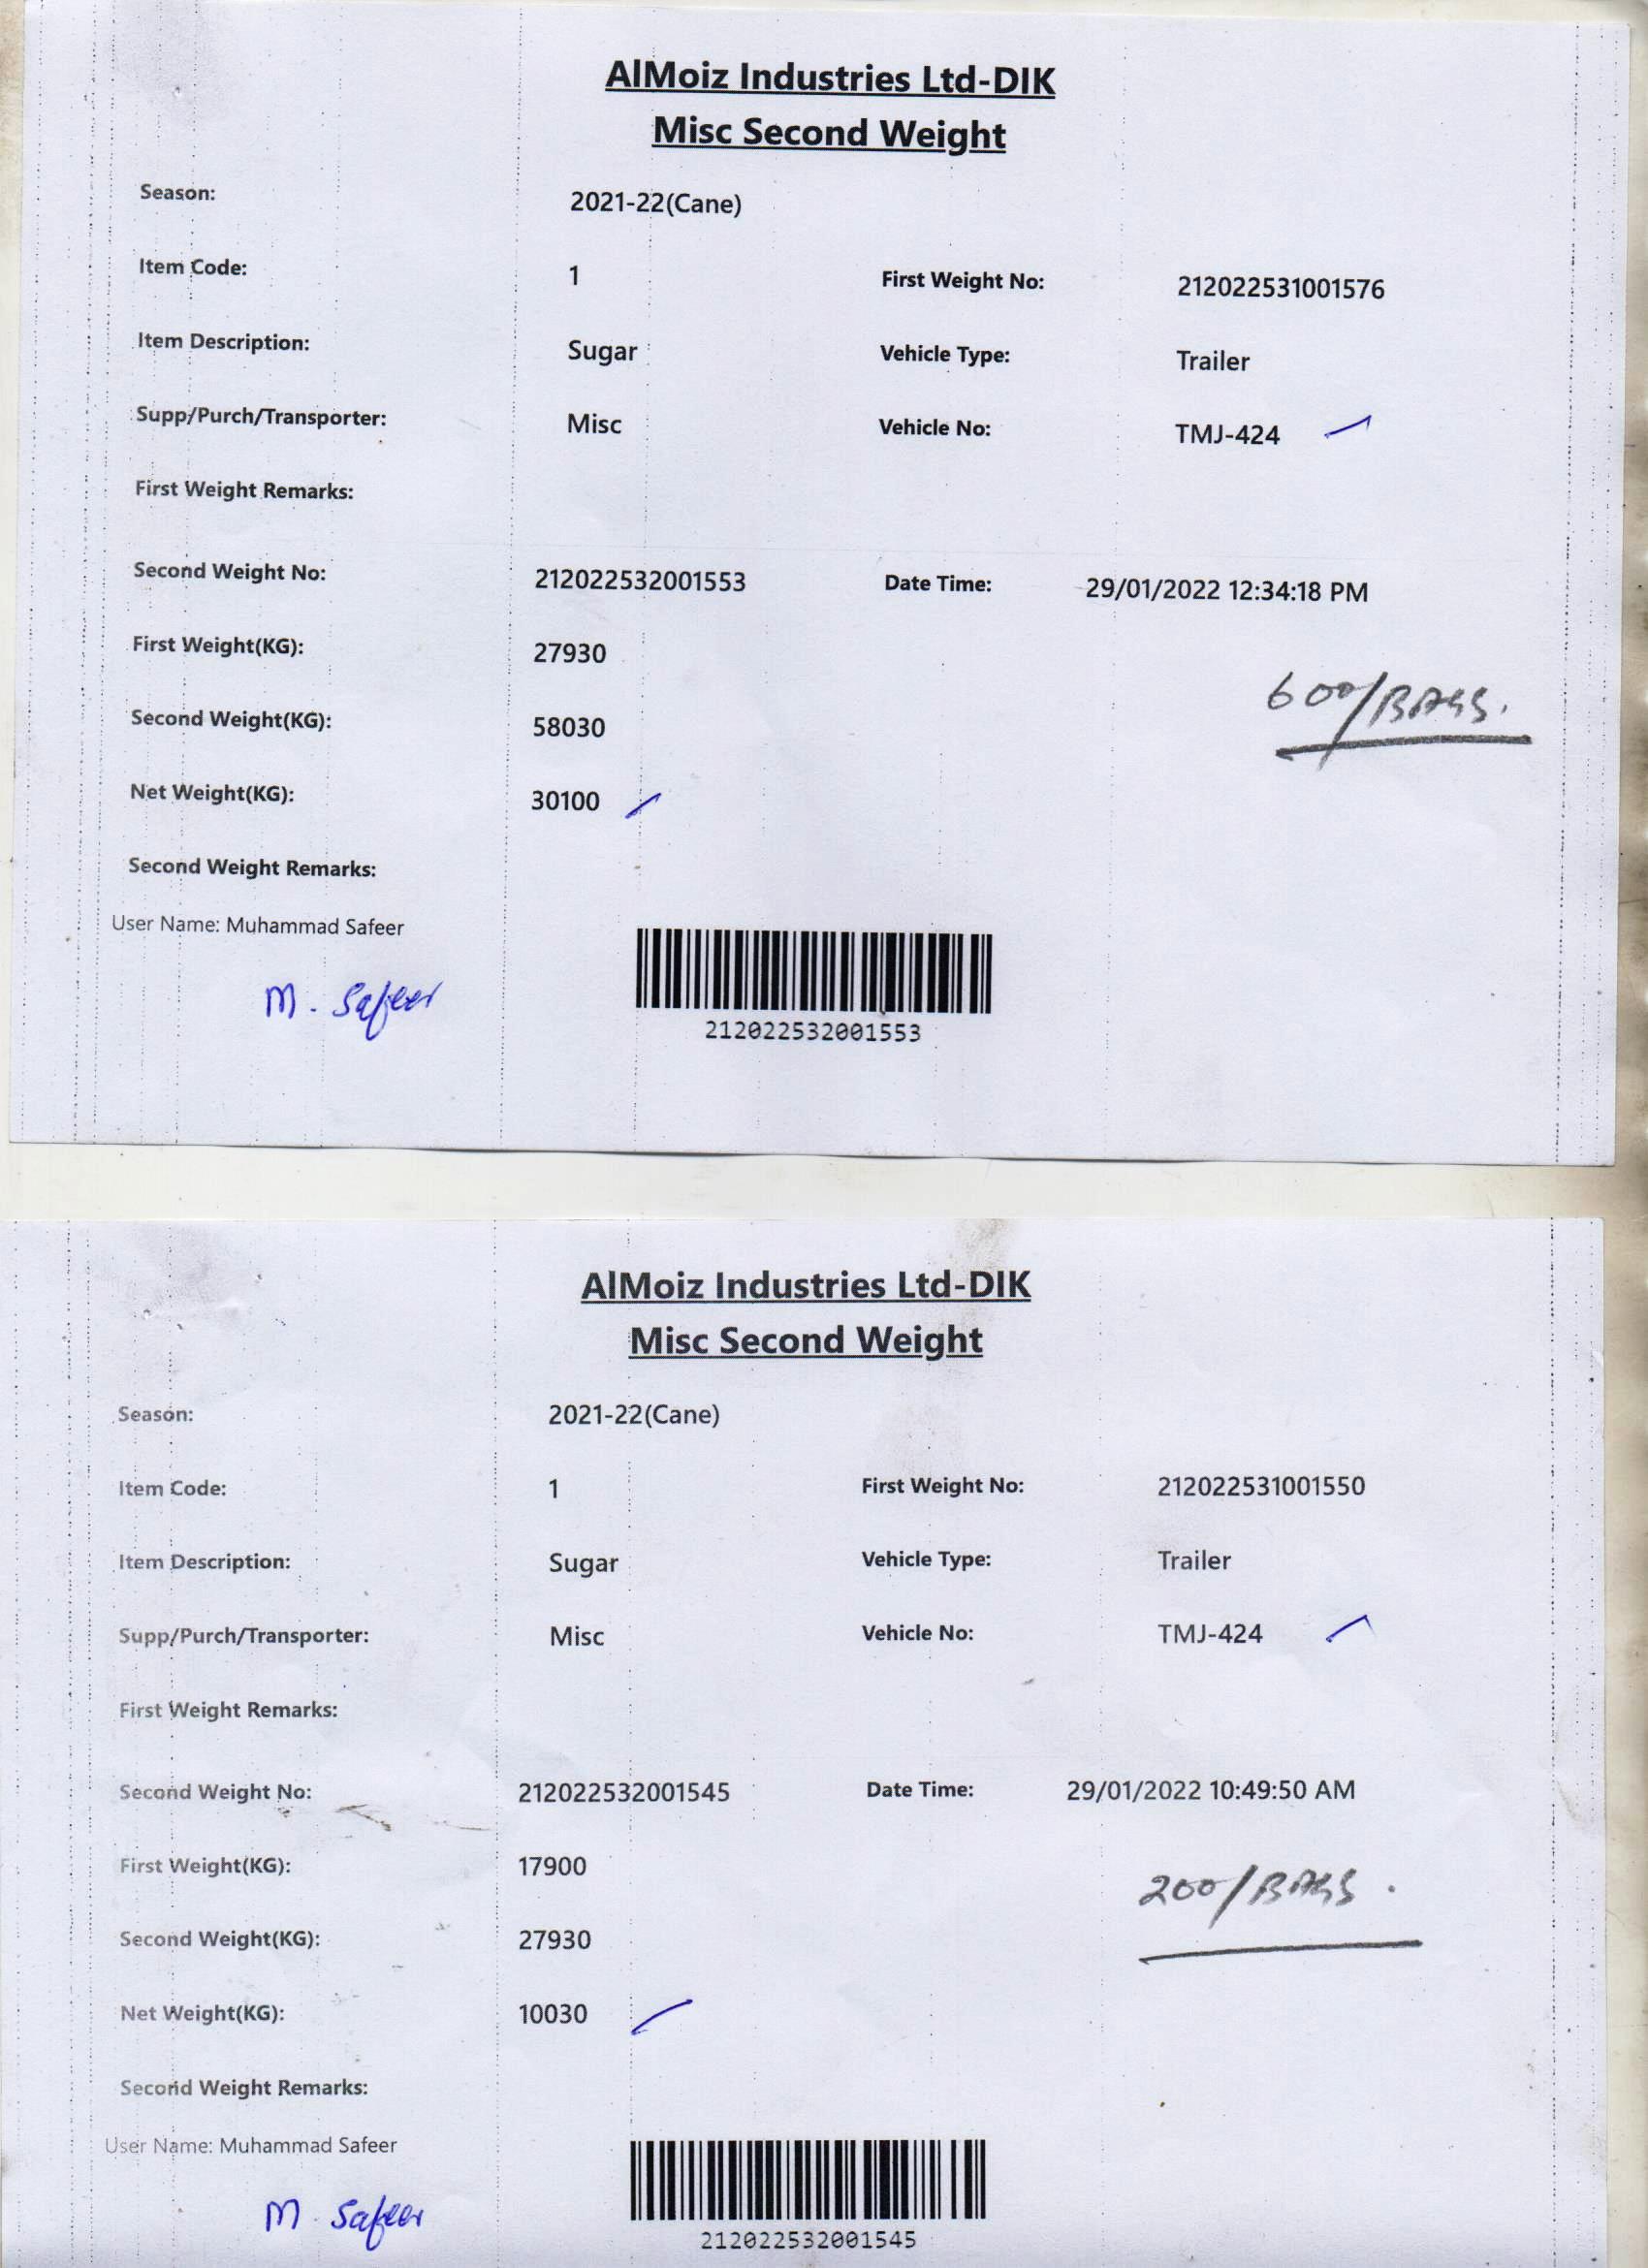 AlMoiz Industries Ltd-DIK
Misc Second Weight
Season: 2021-22(Cane)
Item Code: 1 First Weight No: 212022531001576
Item Description: Sugar Vehicle Type: Trailer
Supp/Purch/Transporter: Misc Vehicle No: TMJ-424
First Weight Remarks:
Second Weight No: 212022532001553 Date Time: 29/01/2022 12:34:18 PM
First Weight(KG): 27930
Second Weight(KG): 58030
600/BAGS.
Net Weight(KG): 30100
Second Weight Remarks:
User Name: Muhammad Safeer
M. Safeer
212022532001553
AlMoiz Industries Ltd-DIK
Misc Second Weight
Season: 2021-22(Cane)
Item Code: 1 First Weight No: 212022531001550
Item Description: Sugar Vehicle Type: Trailer
Supp/Purch/Transporter: Misc Vehicle No: TMJ-424
First Weight Remarks:
Second Weight No: 212022532001545 Date Time: 29/01/2022 10:49:50 AM
First Weight(KG): 17900
200/BAGS.
Second Weight(KG): 27930
Net Weight(KG): 10030
Second Weight Remarks:
User Name: Muhammad Safeer
M. Safeer
212022532001545